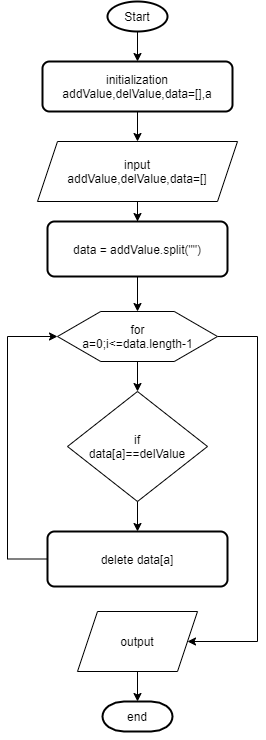 Start
initialization
addValue,delValue,data=[],a
input
addValue,delValue,data=[]
data = addValue.split("")
for
a=0;i<=data.length-1
if
data[a]==delValue
delete data[a]
output
end